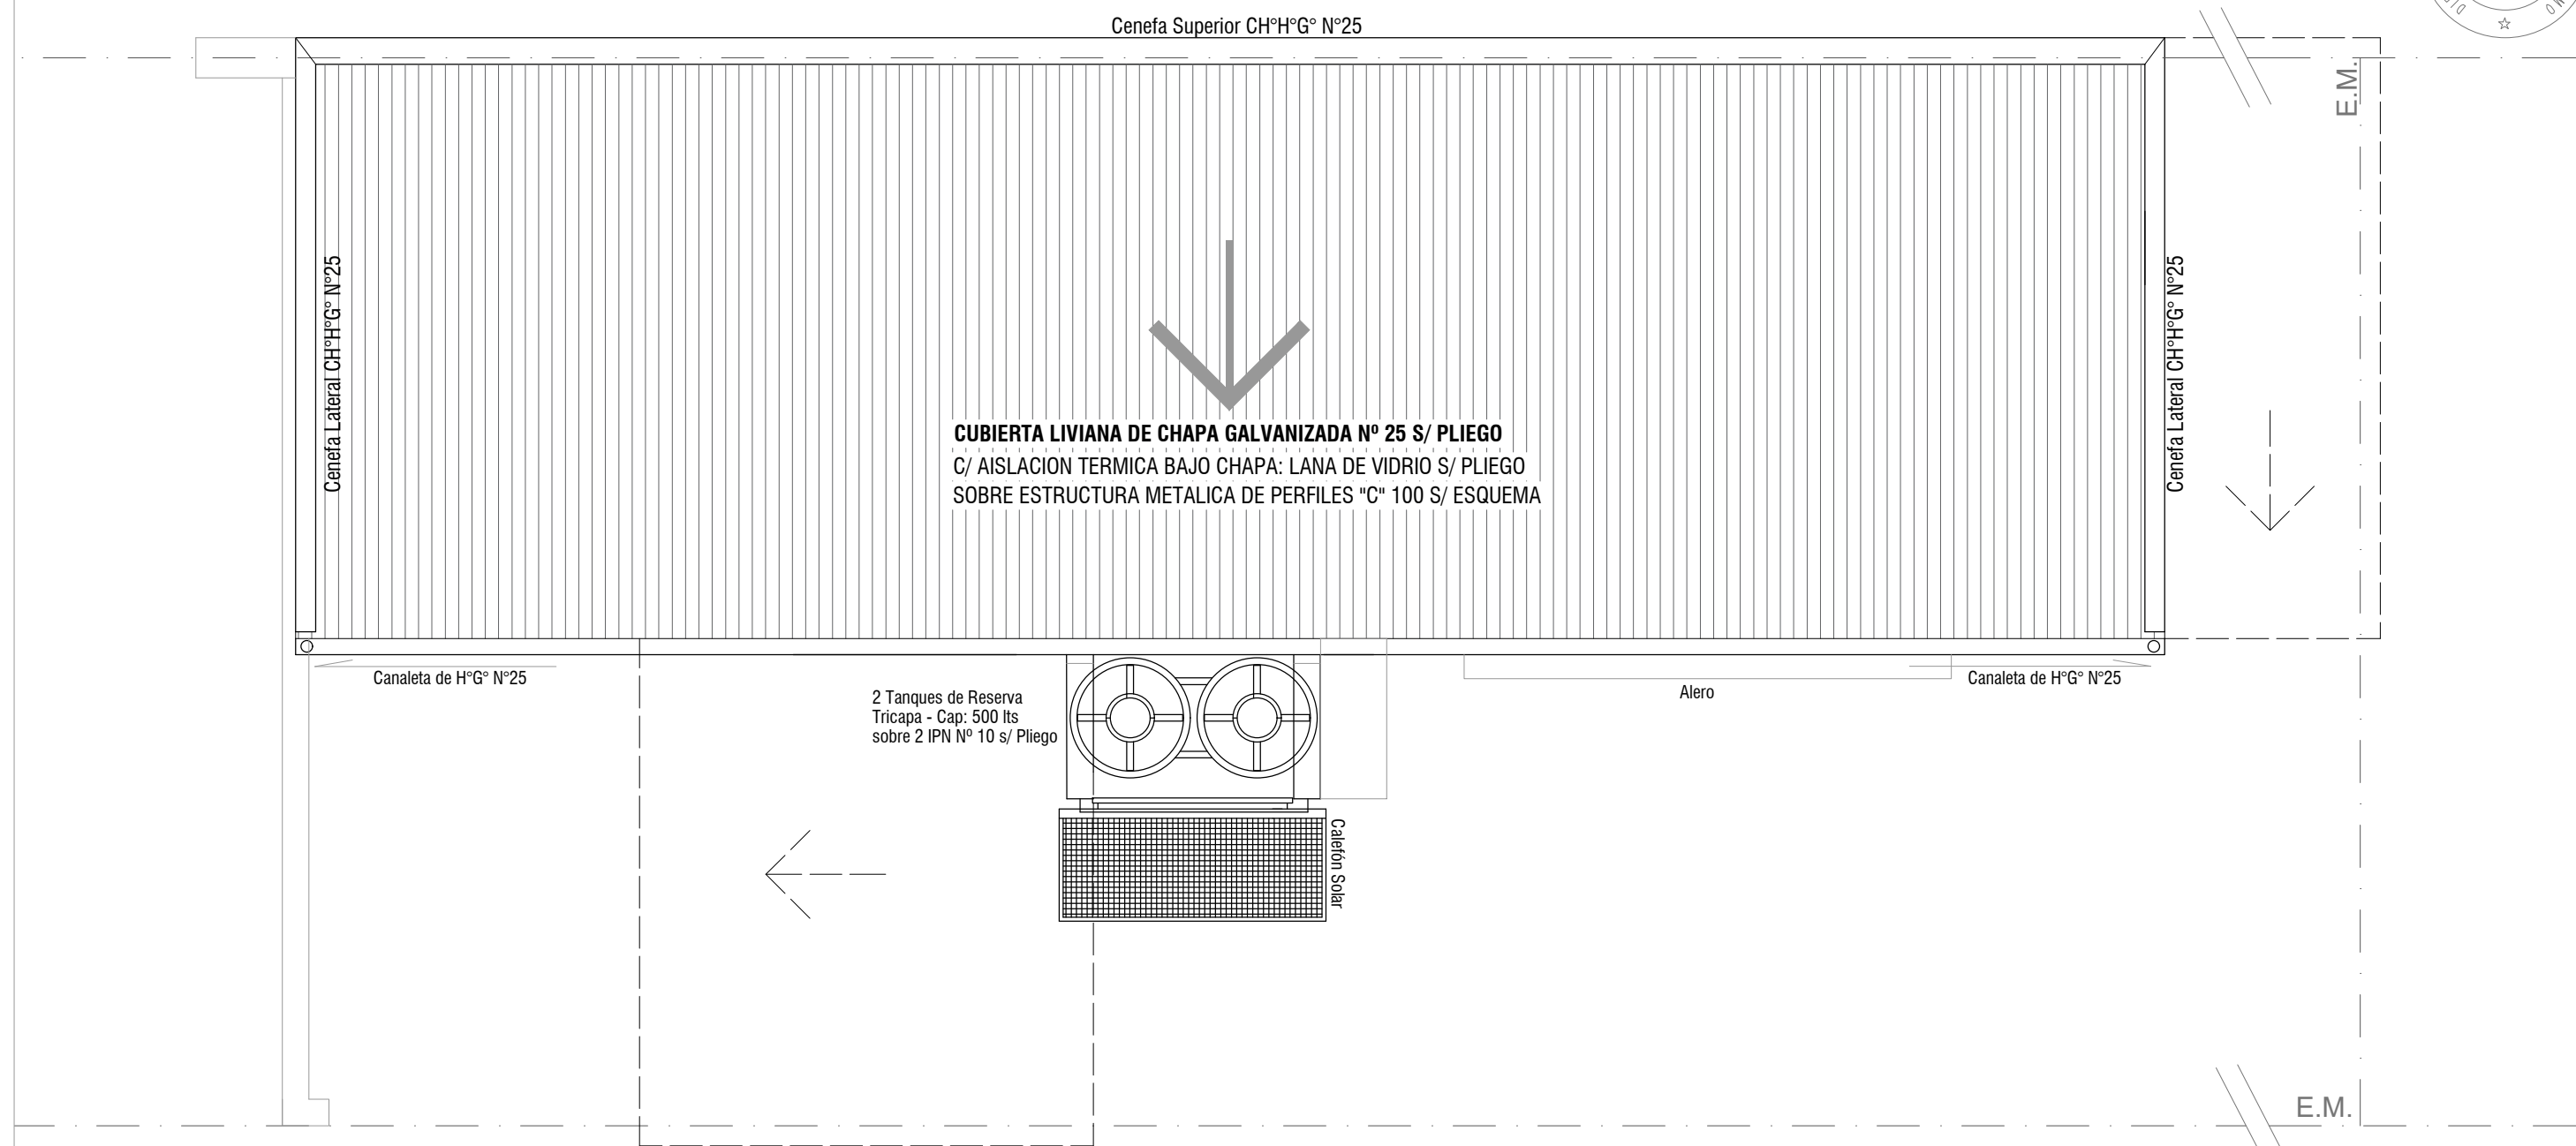 Cenefa Superior CH°H°G° N°25
E.M.
Cenefa Lateral CH°H°G° N°25
Cenefa Lateral CH°H°G° N°25
CUBIERTA LIVIANA DE CHAPA GALVANIZADA Nº 25 S/ PLIEGO
C/ AISLACION TERMICA BAJO CHAPA: LANA DE VIDRIO S/ PLIEGO
SOBRE ESTRUCTURA METALICA DE PERFILES "C" 100 S/ ESQUEMA
Canaleta de H°G° N°25
2 Tanques de Reserva
Tricapa - Cap: 500 lts
sobre 2 IPN Nº 10 s/ Pliego
Alero
Canaleta de H°G° N°25
Calefón Solar
E.M.